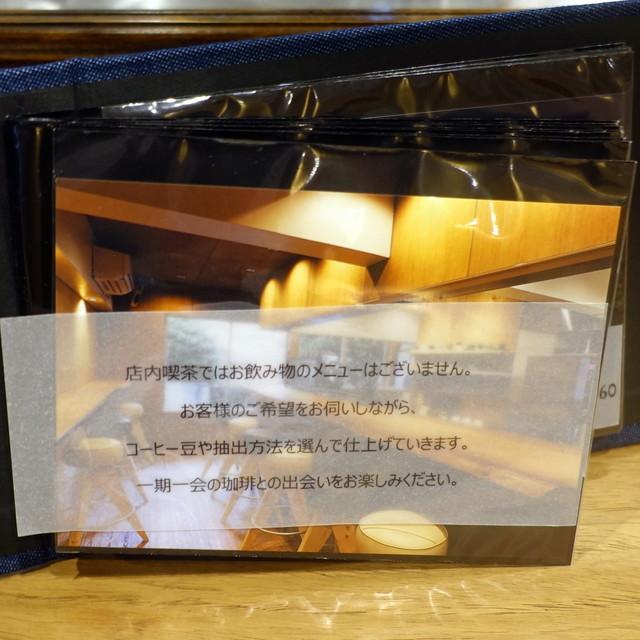 店内喫茶ではお飲み物のメニューはございません。
お客様のご希望をお伺いしながら、
コーヒー豆や抽出方法を選んで仕上げていきます。
一期一会の珈琲との出会いをお楽しみください。
60